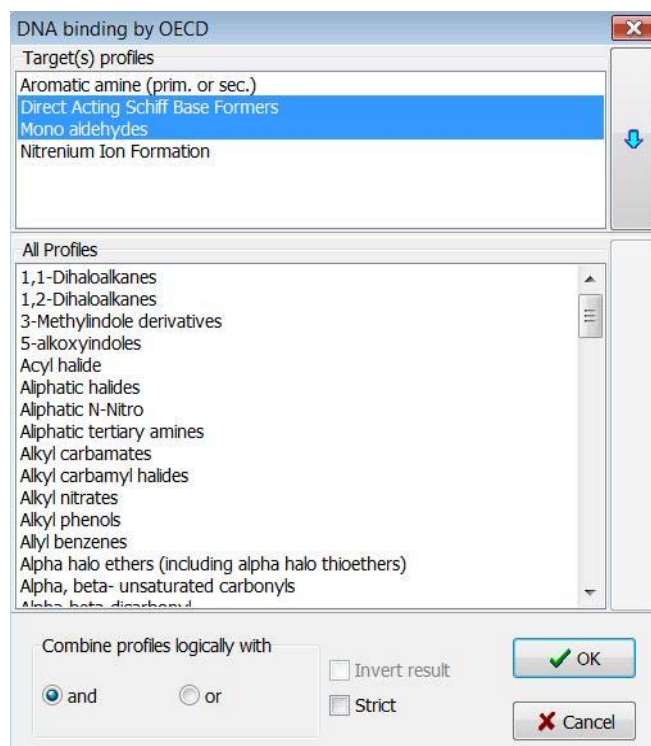 DNA binding by OECD
Target(s) profiles
Aromatic amine (prim. or sec.)
Direct Acting Schiff Base Formers
Mono aldehydes
Nitrenium Ion Formation
All Profiles
1,1-Dihaloalkanes
1,2-Dihaloalkanes
3-Methylindole derivatives
5-alkoxyindoles
Acyl halide
Aliphatic halides
Aliphatic N-Nitro
Aliphatic tertiary amines
Alkyl carbamates
Alkyl carbamyl halides
Alkyl nitrates
Alkyl phenols
Allyl benzenes
Alpha halo ethers (including alpha halo thioethers)
Alpha, beta- unsaturated carbonyls
Combine profiles logically with
and
or
Invert result
Strict
OK
Cancel